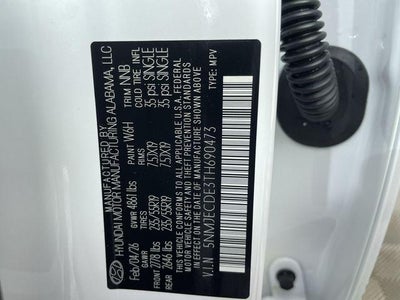 MANUFACTURED BY
HYUNDAI MOTOR MANUFACTURING ALABAMA, LLC
Feb/04/26 GVWR 4861 lbs PAINT W6H TRIM NNB
GAWR TIRES RIMS COLD TIRE INFL
FRONT 2778 lbs 235/55R19 7.5JX19 35 PSI SINGLE
REAR 2646 lbs 235/55R19 7.5JX19 35 PSI SINGLE
THIS VEHICLE CONFORMS TO ALL APPLICABLE U.S.A. FEDERAL
MOTOR VEHICLE SAFETY, BUMPER, AND
THEFT PREVENTION STANDARDS IN EFFECT ON THE
DATE OF MANUFACTURE SHOWN ABOVE.
V.I.N: 5NMJECDE3TH690473 TYPE: MPV